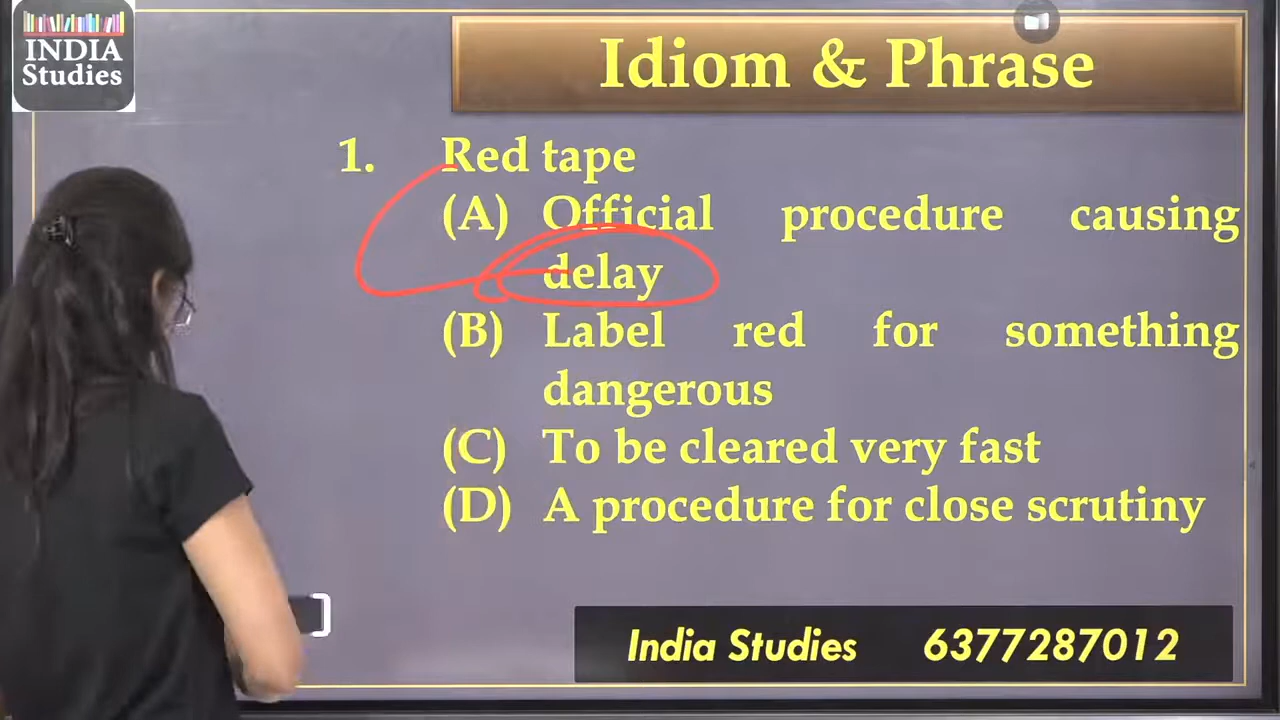 INDIA
Studies
Idiom & Phrase
1. Red tape
(A) Official procedure causing
delay
(B) Label red for something
dangerous
(C) To be cleared very fast
(D) A procedure for close scrutiny
]
India Studies 6377287012